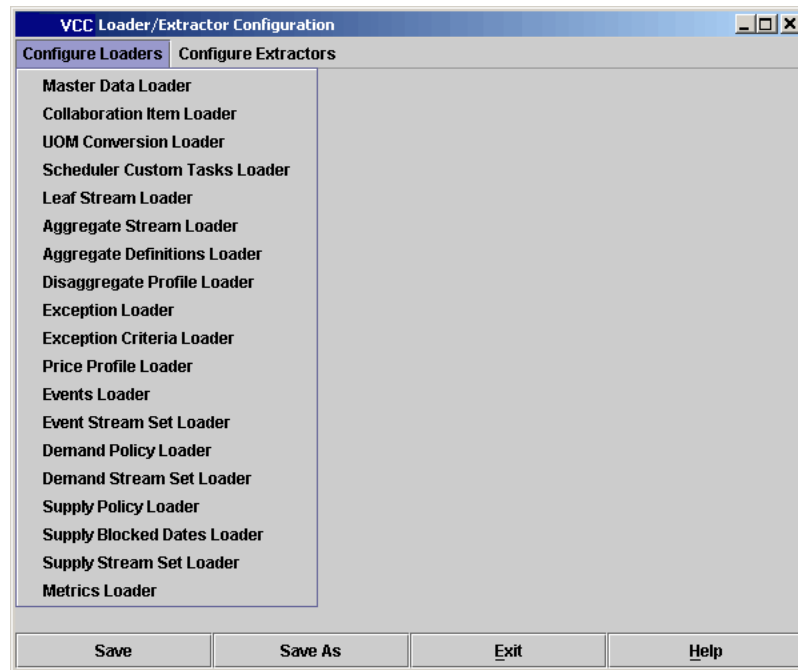 VCC Loader/Extractor Configuration
Configure Loaders Configure Extractors
Master Data Loader
Collaboration Item Loader
UOM Conversion Loader
Scheduler Custom Tasks Loader
Leaf Stream Loader
Aggregate Stream Loader
Aggregate Definitions Loader
Disaggregate Profile Loader
Exception Loader
Exception Criteria Loader
Price Profile Loader
Events Loader
Event Stream Set Loader
Demand Policy Loader
Demand Stream Set Loader
Supply Policy Loader
Supply Blocked Dates Loader
Supply Stream Set Loader
Metrics Loader
Save Save As Exit Help